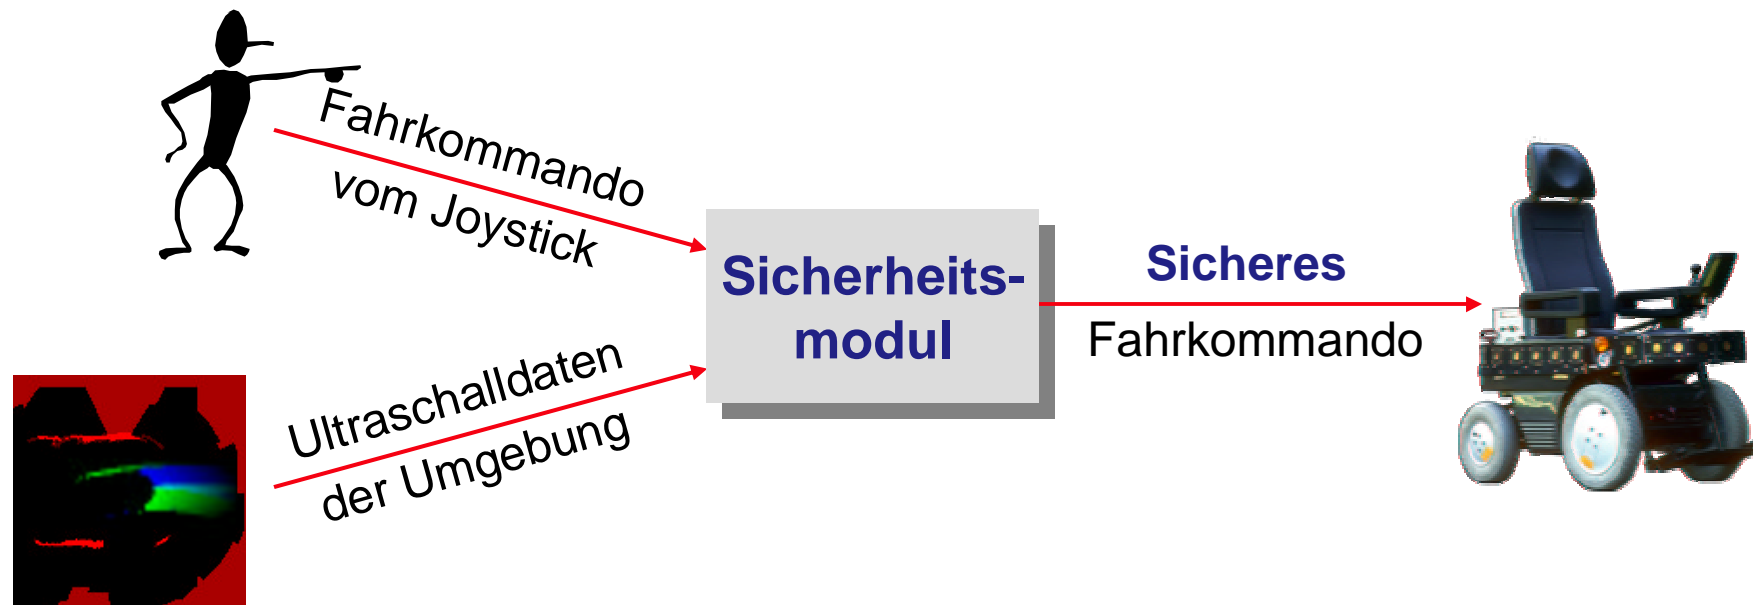 Fahrkommando
vom Joystick
Sicherheits-
modul
Sicheres
Fahrkommando
Ultraschalldaten
der Umgebung